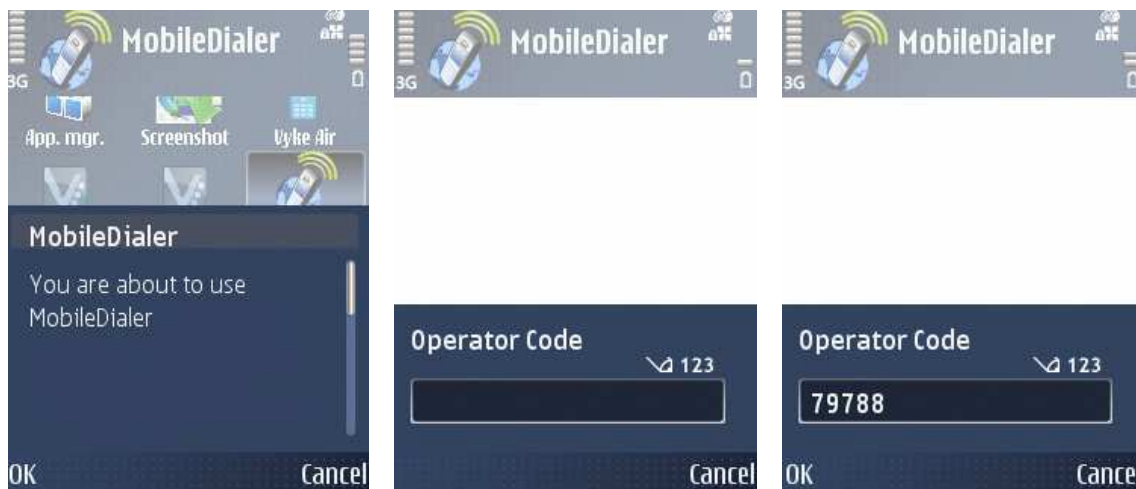 MobileDialer
3G
App. mgr.
Screenshot
Vyke Air
MobileDialer
You are about to use
MobileDialer
OK
Cancel
MobileDialer
3G
Operator Code
123
Cancel
MobileDialer
3G
Operator Code
123
79788
OK
Cance